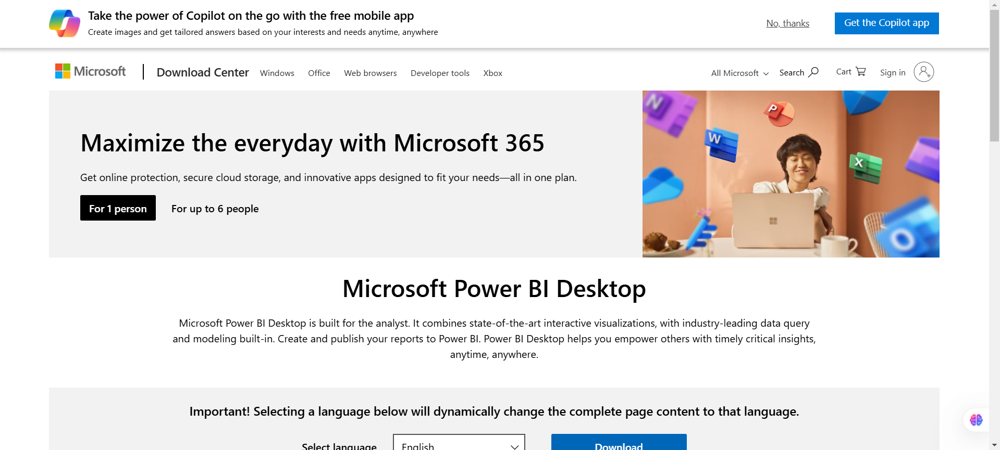 Take the power of Copilot on the go with the free mobile app
Create images and get tailored answers based on your interests and needs anytime, anywhere
No, thanks
Get the Copilot app
Microsoft
Download Center
Windows
Office
Web browsers
Developer tools
Xbox
All Microsoft
Search
Cart
Sign in
Maximize the everyday with Microsoft 365
Get online protection, secure cloud storage, and innovative apps designed to fit your needs—all in one plan.
For 1 person
For up to 6 people
N
P
W
X
O
Microsoft Power BI Desktop
Microsoft Power BI Desktop is built for the analyst. It combines state-of-the-art interactive visualizations, with industry-leading data query
and modeling built-in. Create and publish your reports to Power BI. Power BI Desktop helps you empower others with timely critical insights,
anytime, anywhere.
Important! Selecting a language below will dynamically change the complete page content to that language.
Select language
English
Download